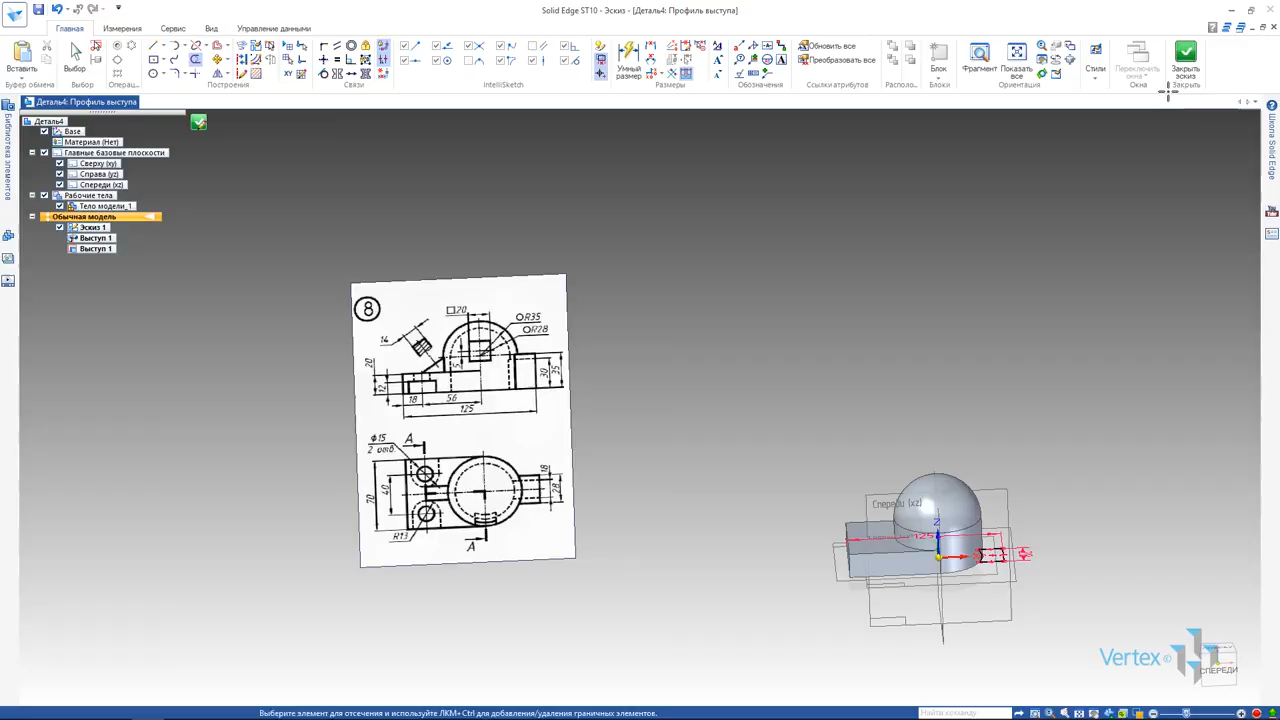 Solid Edge ST10 - Эскиз - [Деталь4: Профиль выступа]
Главная Измерения Сервис Вид Управление данными
Вставить Выбор Умный размер Обновить все Преобразовать все Блок Фрагмент Показать все Стили Переключить окна Закрыть эскиз
Буфер обмена Выбор Операц... Построения Связи IntelliSketch Размеры Обозначения Ссылки атрибутов Располо... Блоки Ориентация Окна Закрыть
Деталь4: Профиль выступа
Деталь4
Base
Материал (Нет)
Главные базовые плоскости
Сверху (xy)
Справа (yz)
Спереди (xz)
Рабочие тела
Тело модели_1
Обычная модель
Эскиз 1
Выступ 1
Выступ 1
Библиотека элементов
Школа Solid Edge
You Tube
8
□20
R35
R28
14
20
12
5
30
35
18
56
125
ф15
2 отв.
A
18
28
70
40
R13
A
Спереди (xz)
Z
125
Vertex ©
СПЕРЕДИ
Выберите элемент для отсечения и используйте ЛКМ+Ctrl для добавления/удаления граничных элементов.
Найти команду